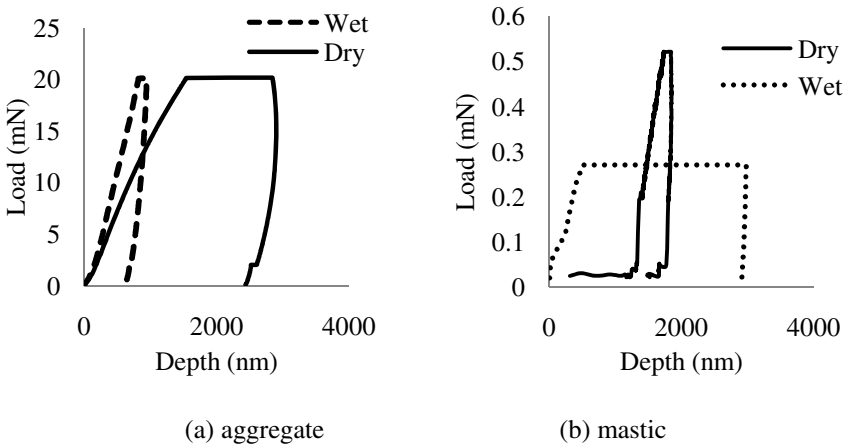 25
20
15
10
5
0
Load (mN)
Wet
Dry
0 2000 4000
Depth (nm)
(a) aggregate
0.6
0.5
0.4
0.3
0.2
0.1
0
Load (mN)
Dry
Wet
0 2000 4000
Depth (nm)
(b) mastic